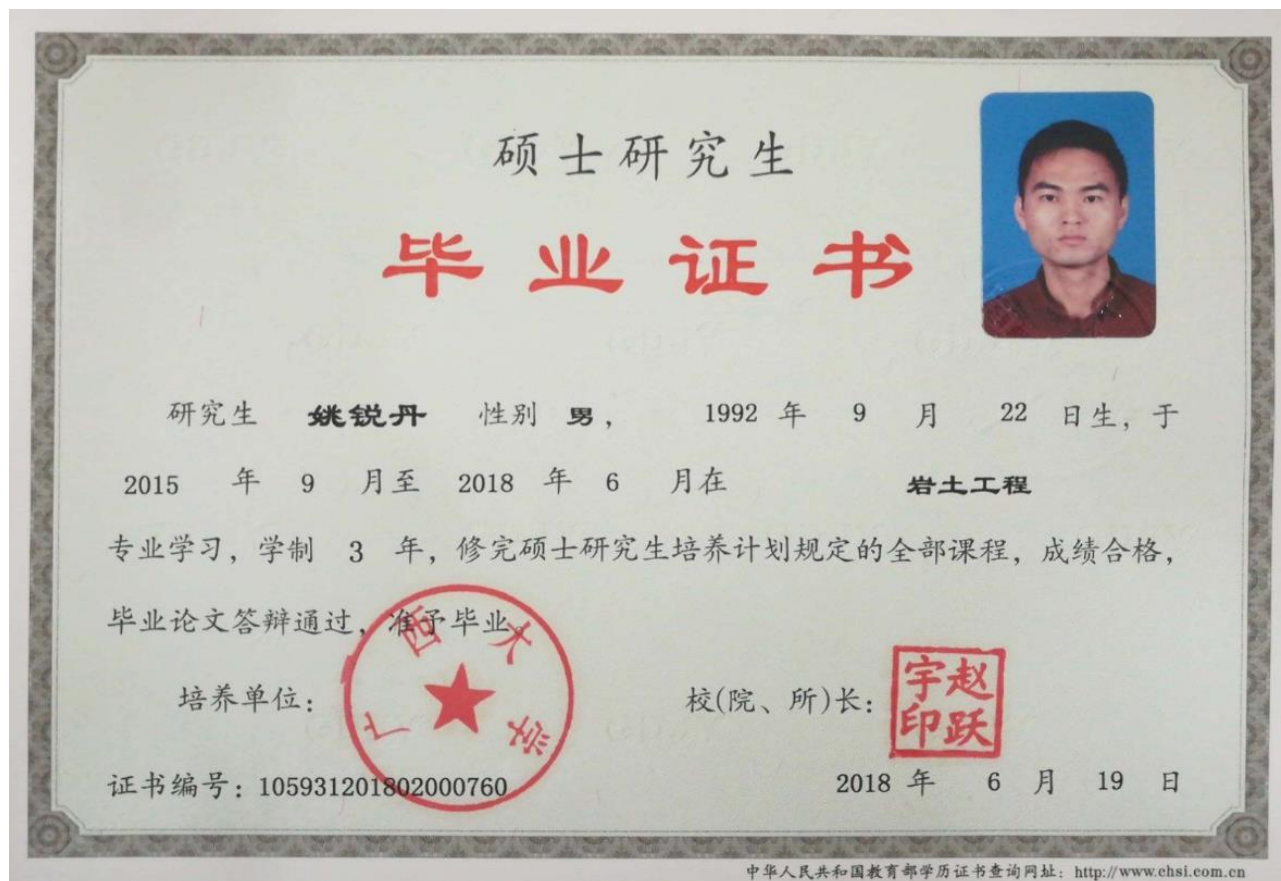 硕士研究生
毕业证书
研究生 姚锐丹 性别 男， 1992 年 9 月 22 日生，于
2015 年 9 月至 2018 年 6 月在 岩土工程
专业学习，学制 3 年，修完硕士研究生培养计划规定的全部课程，成绩合格，
毕业论文答辩通过，准予毕业。
培养单位：
广西大学
校(院、所)长：
赵跃宇印
证书编号：105931201802000760
2018 年 6 月 19 日
中华人民共和国教育部学历证书查询网址：http://www.chsi.com.cn